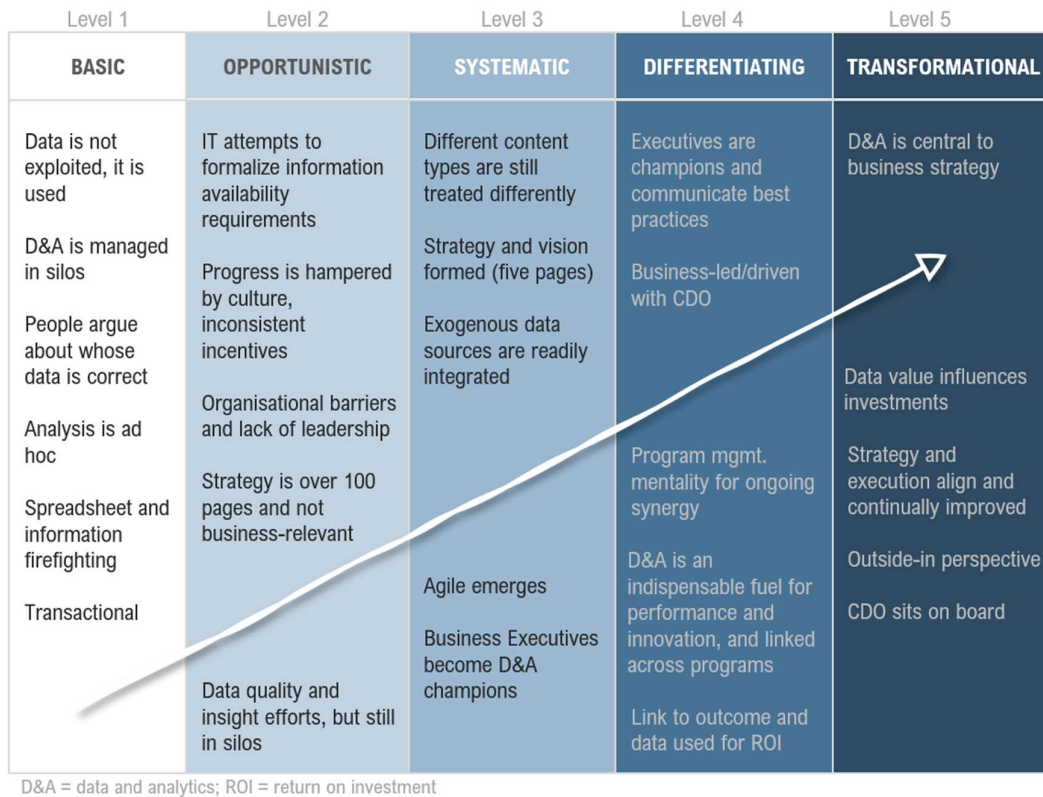 Level 1
Level 2
Level 3
Level 4
Level 5
BASIC
OPPORTUNISTIC
SYSTEMATIC
DIFFERENTIATING
TRANSFORMATIONAL
Data is not
exploited, it is
used
D&A is managed
in silos
People argue
about whose
data is correct
Analysis is ad
hoc
Spreadsheet and
information
firefighting
Transactional
IT attempts to
formalize information
availability
requirements
Progress is hampered
by culture,
inconsistent
incentives
Organisational barriers
and lack of leadership
Strategy is over 100
pages and not
business-relevant
Data quality and
insight efforts, but still
in silos
Different content
types are still
treated differently
Strategy and vision
formed (five pages)
Exogenous data
sources are readily
integrated
Agile emerges
Business Executives
become D&A
champions
Executives are
champions and
communicate best
practices
Business-led/driven
with CDO
Program mgmt.
mentality for ongoing
synergy
D&A is an
indispensable fuel for
performance and
innovation, and linked
across programs
Link to outcome and
data used for ROI
D&A is central to
business strategy
Data value influences
investments
Strategy and
execution align and
continually improved
Outside-in perspective
CDO sits on board
D&A = data and analytics; ROI = return on investment